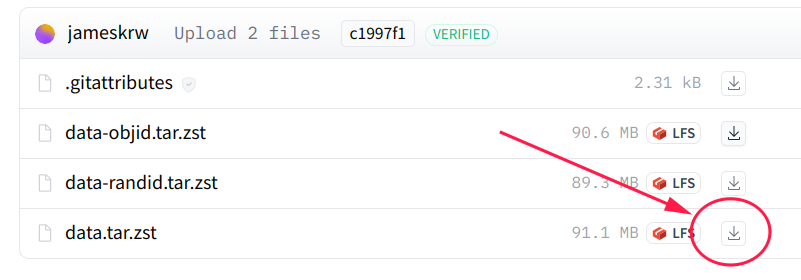 jameskrw Upload 2 files c1997f1 VERIFIED
.gitattributes 2.31 kB
data-objid.tar.zst 90.6 MB LFS
data-randid.tar.zst 89.3 MB LFS
data.tar.zst 91.1 MB LFS